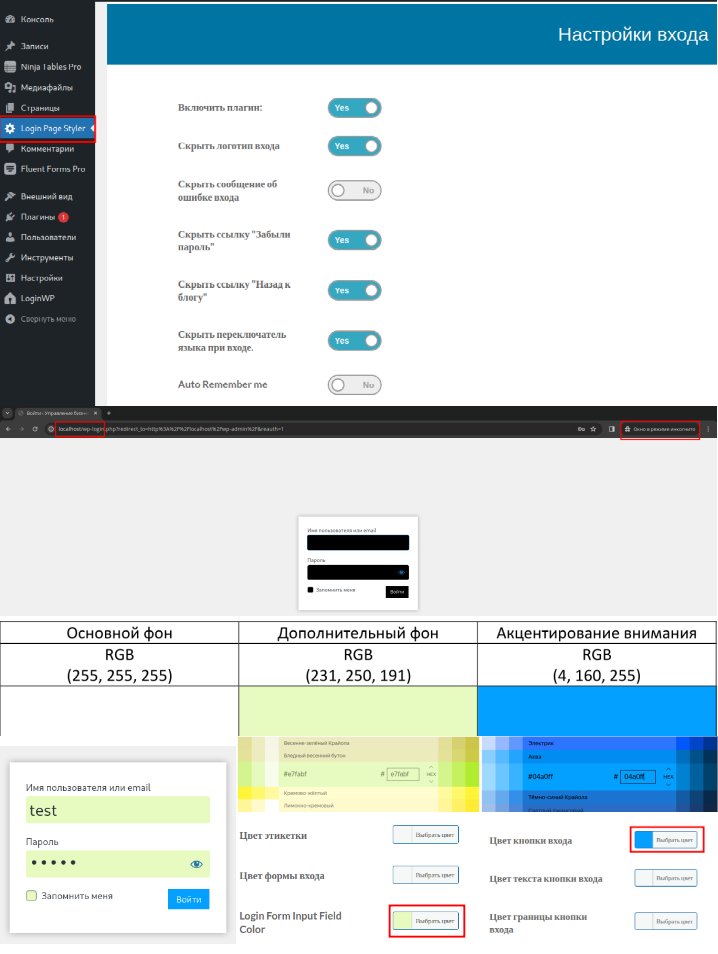 Консоль
Записи
Ninja Tables Pro
Медиафайлы
Страницы
Login Page Styler
Комментарии
Fluent Forms Pro
Внешний вид
Плагины 1
Пользователи
Инструменты
Настройки
LoginWP
Свернуть меню
Настройки входа
Включить плагин: Yes
Скрыть логотип входа Yes
Скрыть сообщение об
ошибке входа No
Скрыть ссылку "Забыли
пароль" Yes
Скрыть ссылку "Назад к
блогу" Yes
Скрыть переключатель
языка при входе. Yes
Auto Remember me No
localhost/wp-login.php?redirect_to=http%3A%2F%2Flocalhost%2Fwp-admin%2F&reauth=1
Окно в режиме инкогнито
Имя пользователя или email
Пароль
Запомнить меня Войти
Основной фон Дополнительный фон Акцентирование внимания
RGB RGB RGB
(255, 255, 255) (231, 250, 191) (4, 160, 255)
Имя пользователя или email
test
Пароль
Запомнить меня Войти
Весенне-зелёный Крайола
Бледный весенний бутон
#e7fabf # e7fabf HEX
Кремово-жёлтый
Лимонно-кремовый
Электрик
Аква
#04a0ff # 04a0ff HEX
Тёмно-синий Крайола
Цвет этикетки Выбрать цвет
Цвет формы входа Выбрать цвет
Login Form Input Field
Color Выбрать цвет
Цвет кнопки входа Выбрать цвет
Цвет текста кнопки входа Выбрать цвет
Цвет границы кнопки
входа Выбрать цвет